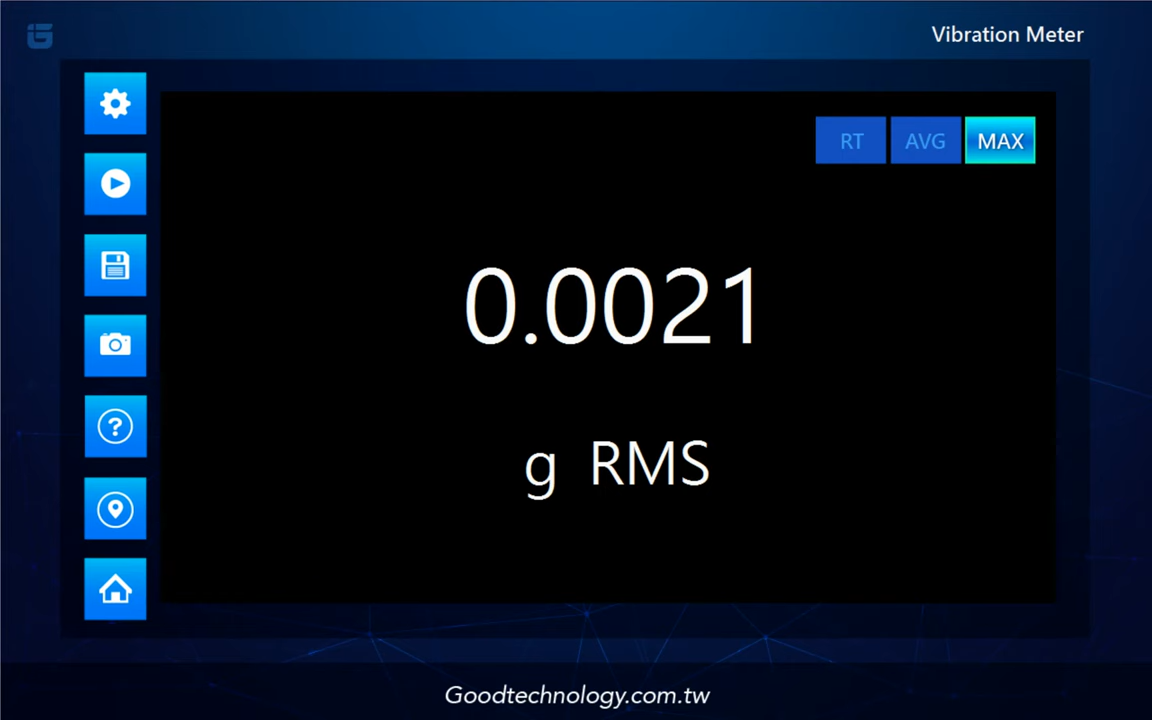 Vibration Meter
RT AVG MAX
0.0021
g RMS
Goodtechnology.com.tw